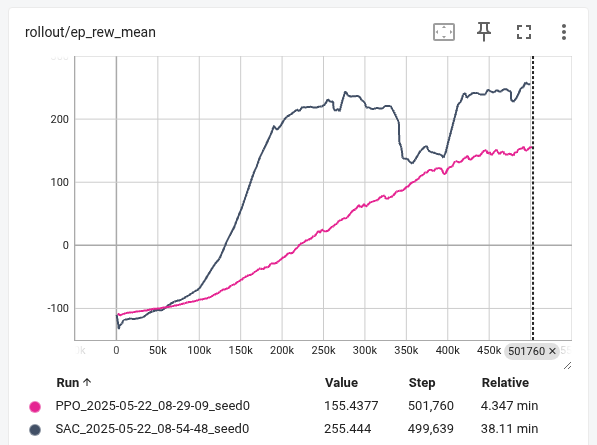 rollout/ep_rew_mean
200
100
0
-100
0 50k 100k 150k 200k 250k 300k 350k 400k 450k 501760 ✕
Run ↑ Value Step Relative
PPO_2025-05-22_08-29-09_seed0 155.4377 501,760 4.347 min
SAC_2025-05-22_08-54-48_seed0 255.444 499,639 38.11 min